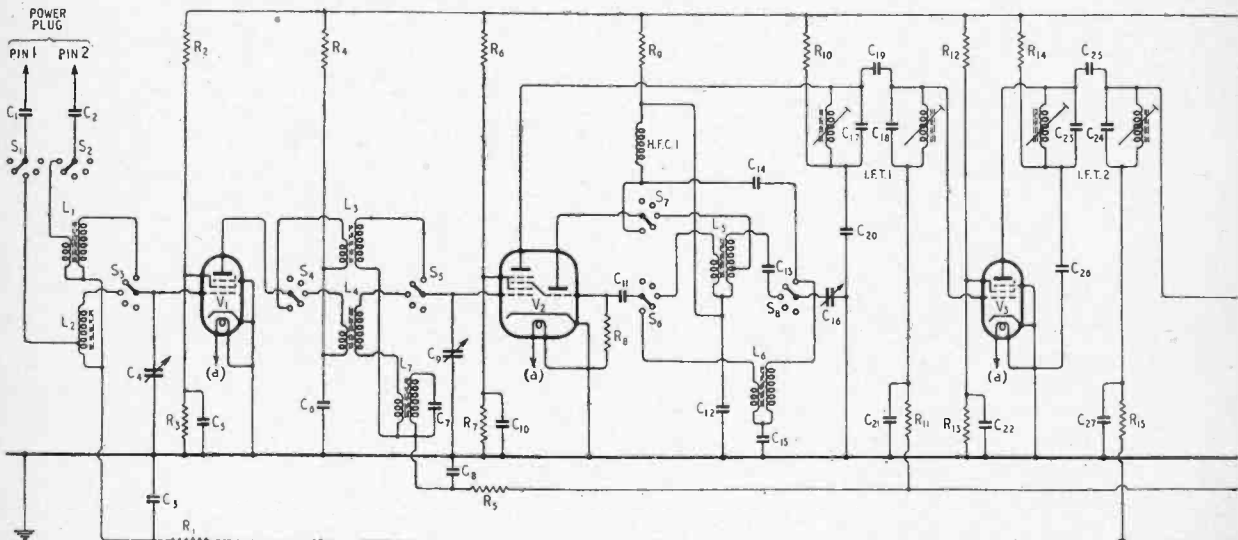 POWER
PLUG
PIN 1 PIN 2
C1 C2
S1 S2
L1
L2
S3
C4
R2
V1
(a)
R3 C5
C3
R1
R4
S4
L3
L4
S5
L7
C6
C7
C8
R5
R6
C9
V2
(a)
R7 C10
R8
C11
R9
H.F.C.1
S7
C14
S6
L5
C13
S8
C16
L6
C12
C15
R10
C17 C18
C19
I.F.T.1
C20
C21 R11
R12
V3
(a)
R13 C22
R14
C23 C24
C25
I.F.T.2
C26
C27 R15